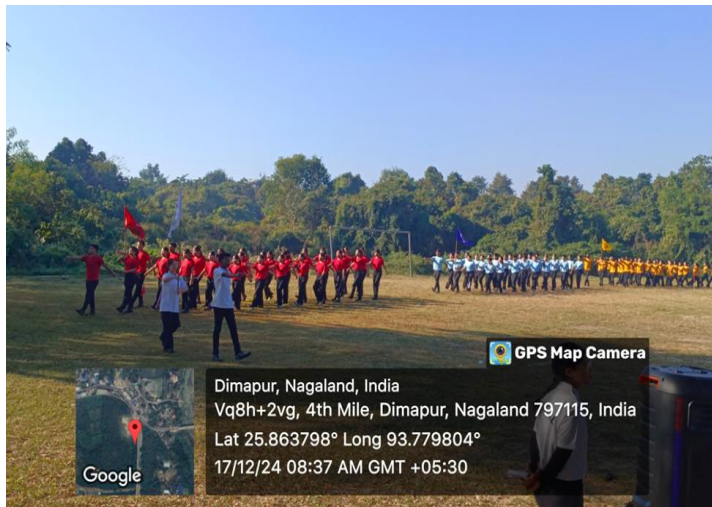 GPS Map Camera
Dimapur, Nagaland, India
Vq8h+2vg, 4th Mile, Dimapur, Nagaland 797115, India
Lat 25.863798° Long 93.779804°
17/12/24 08:37 AM GMT +05:30
Google